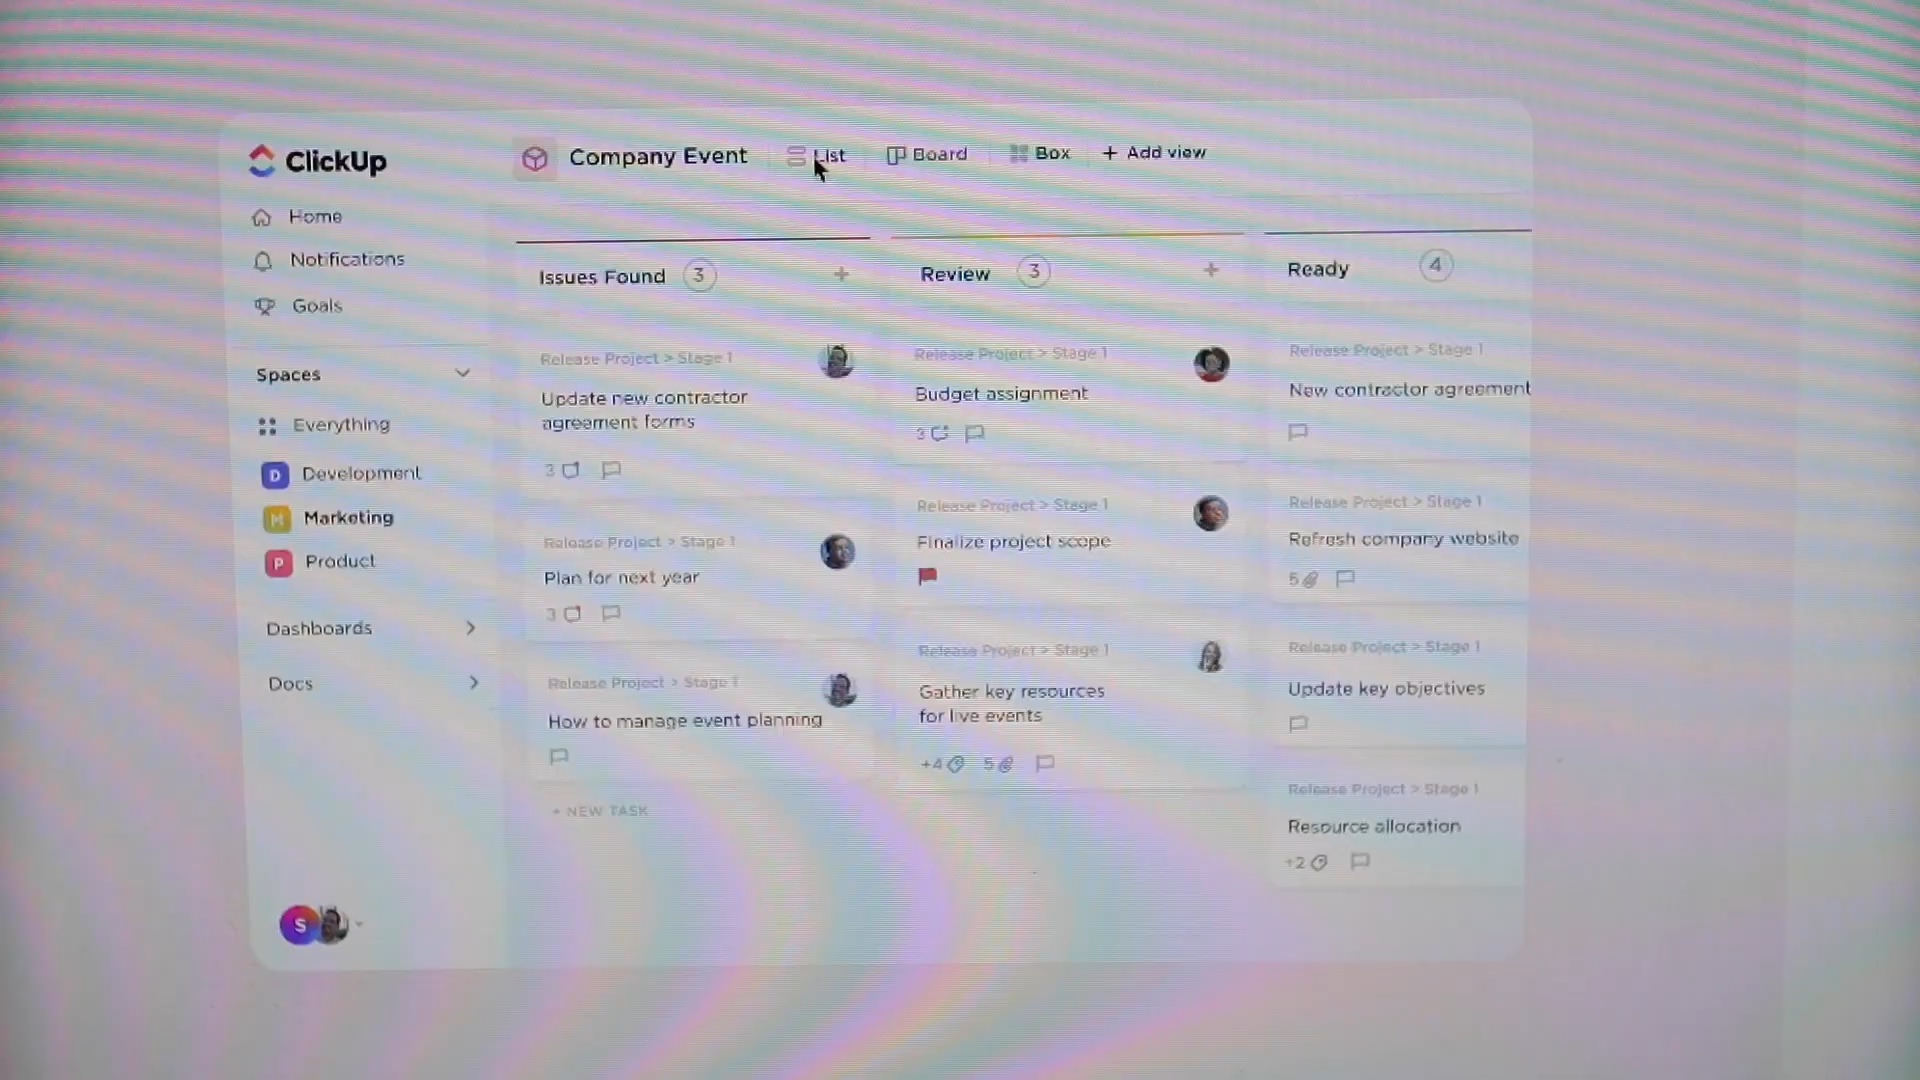 ClickUp
Home
Notifications
Goals
Spaces
Everything
D Development
M Marketing
P Product
Dashboards
Docs
S
Company Event
List
Board
Box
+ Add view
Issues Found 3 +
Release Project > Stage 1
Update new contractor
agreement forms
3
Release Project > Stage 1
Plan for next year
3
Release Project > Stage 1
How to manage event planning
+ NEW TASK
Review 3 +
Release Project > Stage 1
Budget assignment
3
Release Project > Stage 1
Finalize project scope
Release Project > Stage 1
Gather key resources
for live events
+4 5
Ready 4
Release Project > Stage 1
New contractor agreement
Release Project > Stage 1
Refresh company website
5
Release Project > Stage 1
Update key objectives
Release Project > Stage 1
Resource allocation
+2